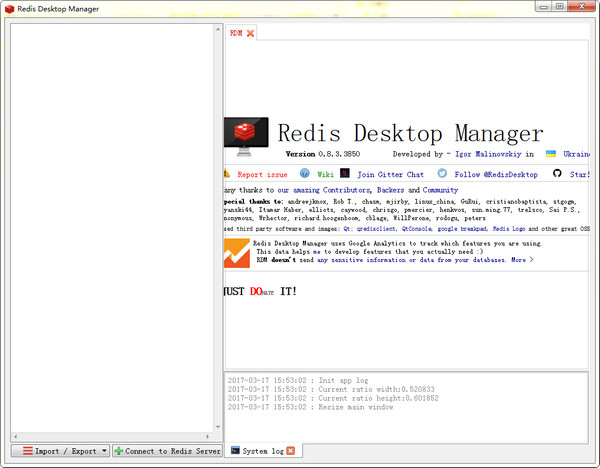 Redis Desktop Manager
RDM
Redis Desktop Manager
Version 0.8.3.3850 Developed by - Igor Malinovskiy in Ukraine
Report issue Wiki Join Gitter Chat Follow @RedisDesktop Star!
any thanks to our amazing Contributors, Backers and Community
pecial thanks to: andrewjknox, Rob T., chasm, mjirby, linux_china, GuRui, cristianobaptista, stgogm,
yanski44, Itamar Haber, elliots, caywood, chrisgo, pmercier, henkvos, sun.ming.77, trelsco, Sai P.S.,
nonymous, Wrhector, richard.hoogenboom, cblage, WillPerone, rodogu, peters
sed third party software and images: Qt, qredisclient, QtConsole, google breakpad, Redis Logo and other great OSS
Redis Desktop Manager uses Google Analytics to track which features you are using.
This data helps me to develop features that you actually need :)
RDM doesn't send any sensitive information or data from your databases. More >
JUST DONATE IT!
2017-03-17 15:53:02 : Init app log
2017-03-17 15:53:02 : Current ratio width:0.520833
2017-03-17 15:53:02 : Current ratio height:0.601852
2017-03-17 15:53:02 : Resize main window
Import / Export Connect to Redis Server System log